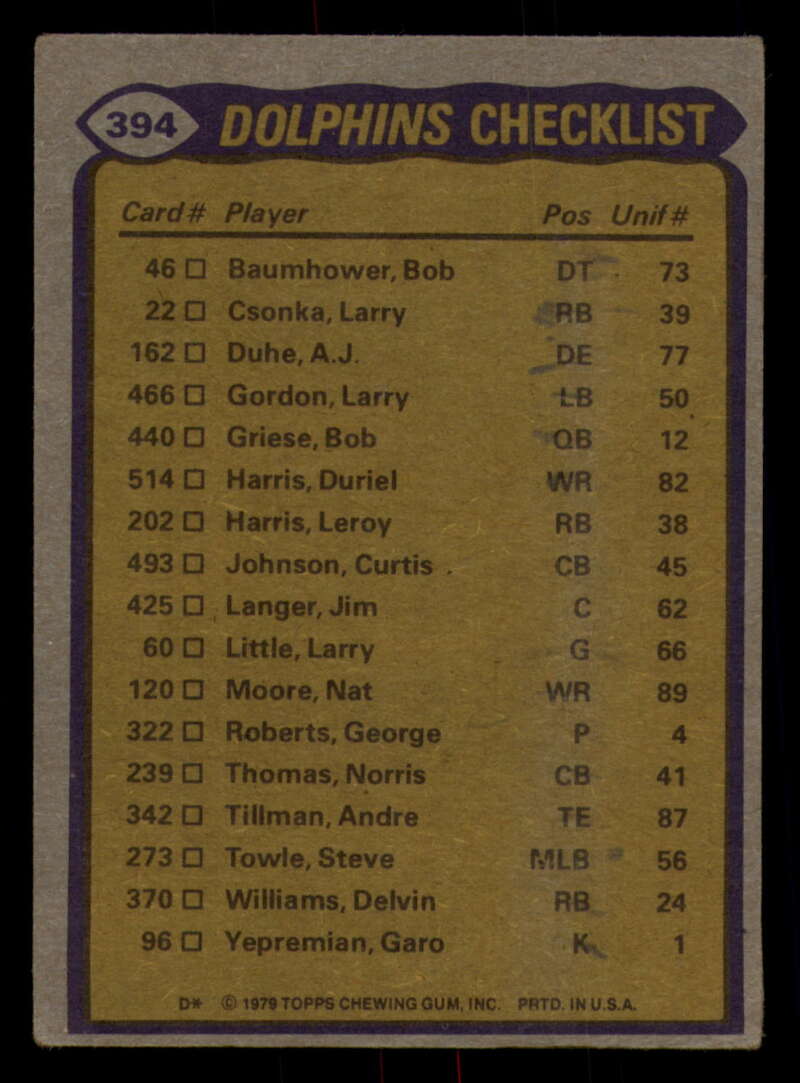 394 DOLPHINS CHECKLIST
Card# Player Pos Unif#
46 □ Baumhower, Bob DT 73
22 □ Csonka, Larry RB 39
162 □ Duhe, A.J. DE 77
466 □ Gordon, Larry LB 50
440 □ Griese, Bob QB 12
514 □ Harris, Duriel WR 82
202 □ Harris, Leroy RB 38
493 □ Johnson, Curtis CB 45
425 □ Langer, Jim C 62
60 □ Little, Larry G 66
120 □ Moore, Nat WR 89
322 □ Roberts, George P 4
239 □ Thomas, Norris CB 41
342 □ Tillman, Andre TE 87
273 □ Towle, Steve MLB 56
370 □ Williams, Delvin RB 24
96 □ Yepremian, Garo K 1
D* © 1979 TOPPS CHEWING GUM, INC. PRTD. IN U.S.A.